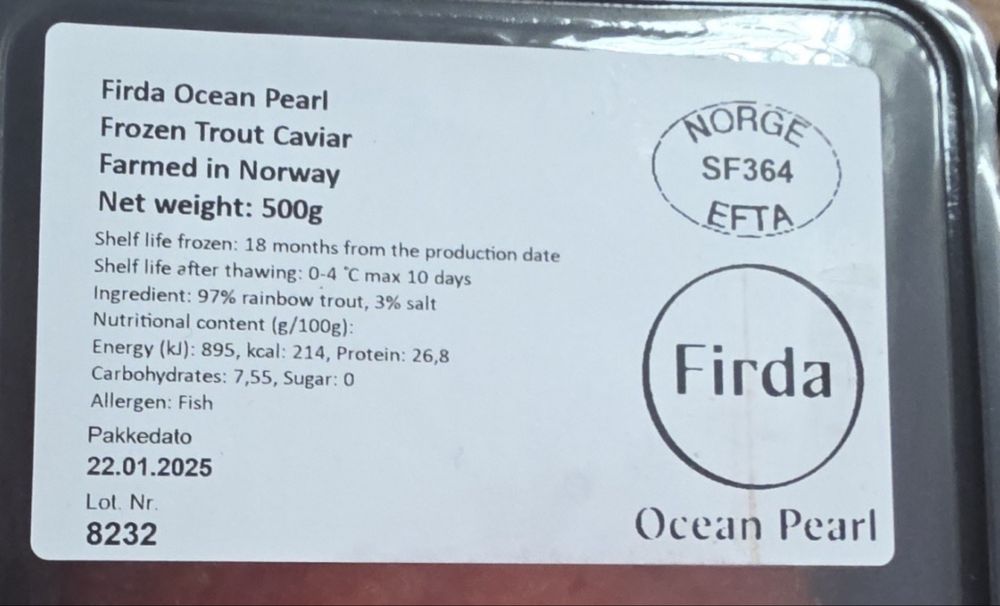 Firda Ocean Pearl
Frozen Trout Caviar
Farmed in Norway
Net weight: 500g
Shelf life frozen: 18 months from the production date
Shelf life after thawing: 0-4 ˚C max 10 days
Ingredient: 97% rainbow trout, 3% salt
Nutritional content (g/100g):
Energy (kJ): 895, kcal: 214, Protein: 26,8
Carbohydrates: 7,55, Sugar: 0
Allergen: Fish
Pakkedato
22.01.2025
Lot. Nr.
8232
NORGE
SF364
EFTA
Firda
Ocean Pearl